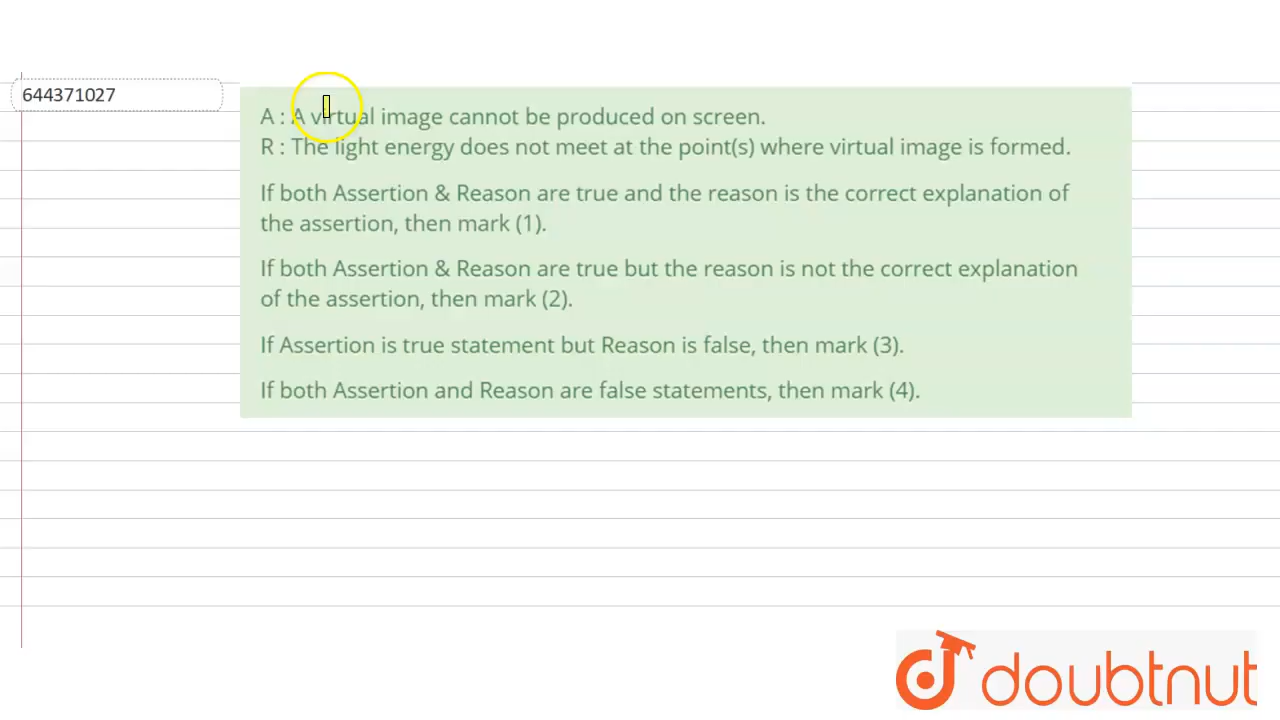 644371027
A : A virtual image cannot be produced on screen.
R : The light energy does not meet at the point(s) where virtual image is formed.
If both Assertion & Reason are true and the reason is the correct explanation of
the assertion, then mark (1).
If both Assertion & Reason are true but the reason is not the correct explanation
of the assertion, then mark (2).
If Assertion is true statement but Reason is false, then mark (3).
If both Assertion and Reason are false statements, then mark (4).
doubtnut